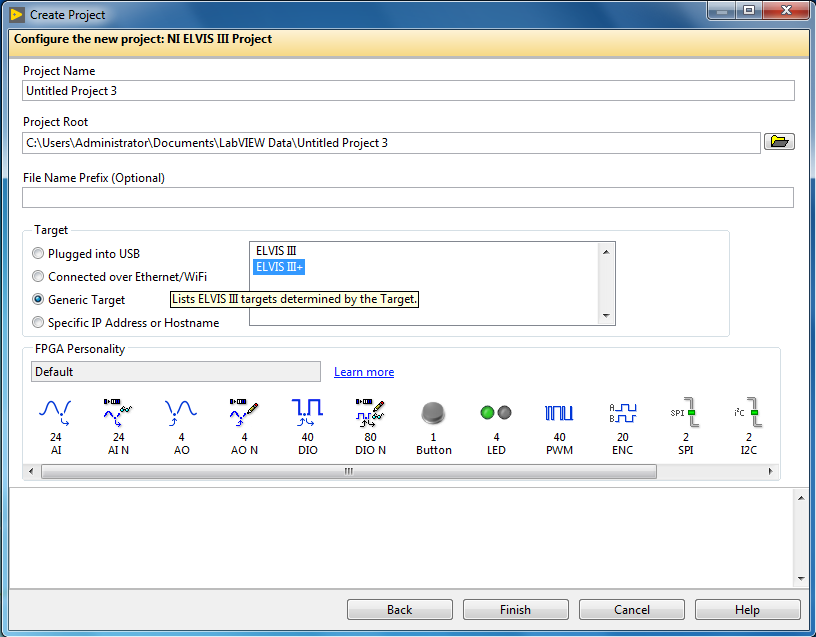 Create Project
Configure the new project: NI ELVIS III Project
Project Name
Untitled Project 3
Project Root
C:\Users\Administrator\Documents\LabVIEW Data\Untitled Project 3
File Name Prefix (Optional)
Target
Plugged into USB
Connected over Ethernet/WiFi
Generic Target
Specific IP Address or Hostname
ELVIS III
ELVIS III+
Lists ELVIS III targets determined by the Target.
FPGA Personality
Default Learn more
A B SPI I²C
24 24 4 4 40 80 1 4 40 20 2 2
AI AI N AO AO N DIO DIO N Button LED PWM ENC SPI I2C
Back Finish Cancel Help